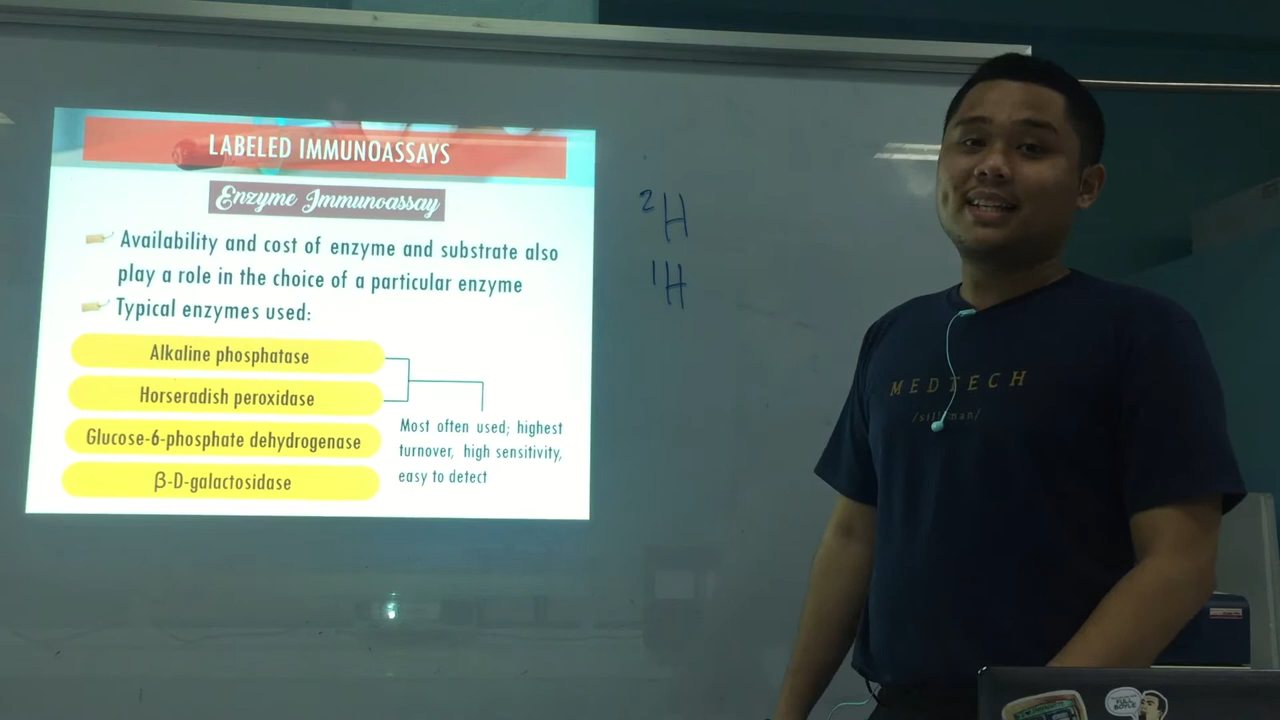 LABELED IMMUNOASSAYS
Enzyme Immunoassay
Availability and cost of enzyme and substrate also
play a role in the choice of a particular enzyme
Typical enzymes used:
Alkaline phosphatase
Horseradish peroxidase
Glucose-6-phosphate dehydrogenase
β-D-galactosidase
Most often used; highest
turnover, high sensitivity,
easy to detect
²H
¹H
MEDTECH